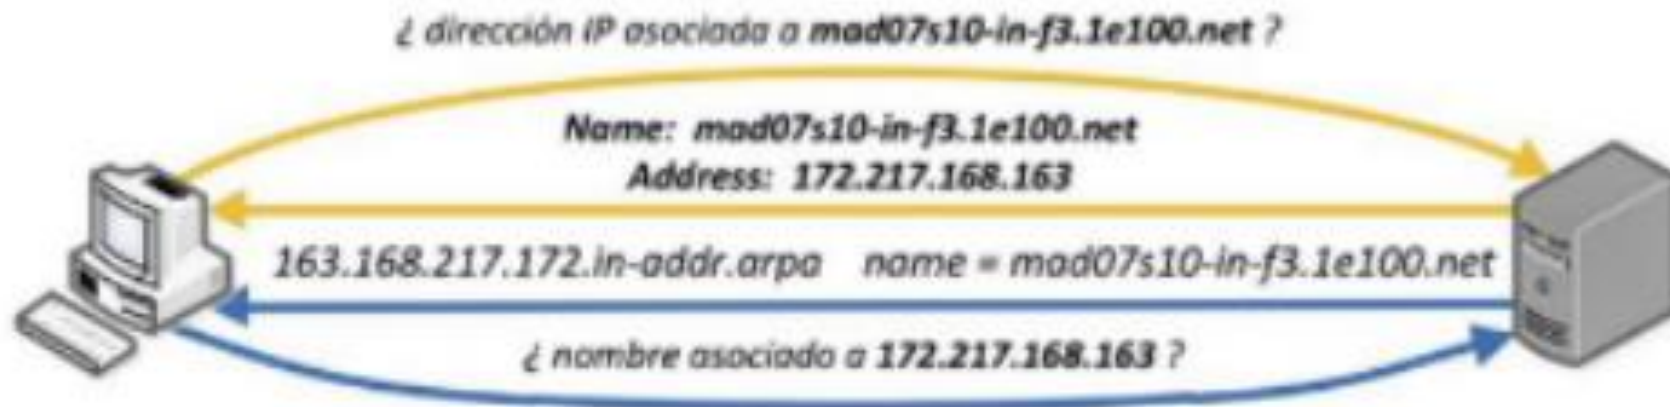 ¿ dirección IP asociada a mad07s10-in-f3.1e100.net ?
Name: mad07s10-in-f3.1e100.net
Address: 172.217.168.163
163.168.217.172.in-addr.arpa name = mad07s10-in-f3.1e100.net
¿ nombre asociado a 172.217.168.163 ?